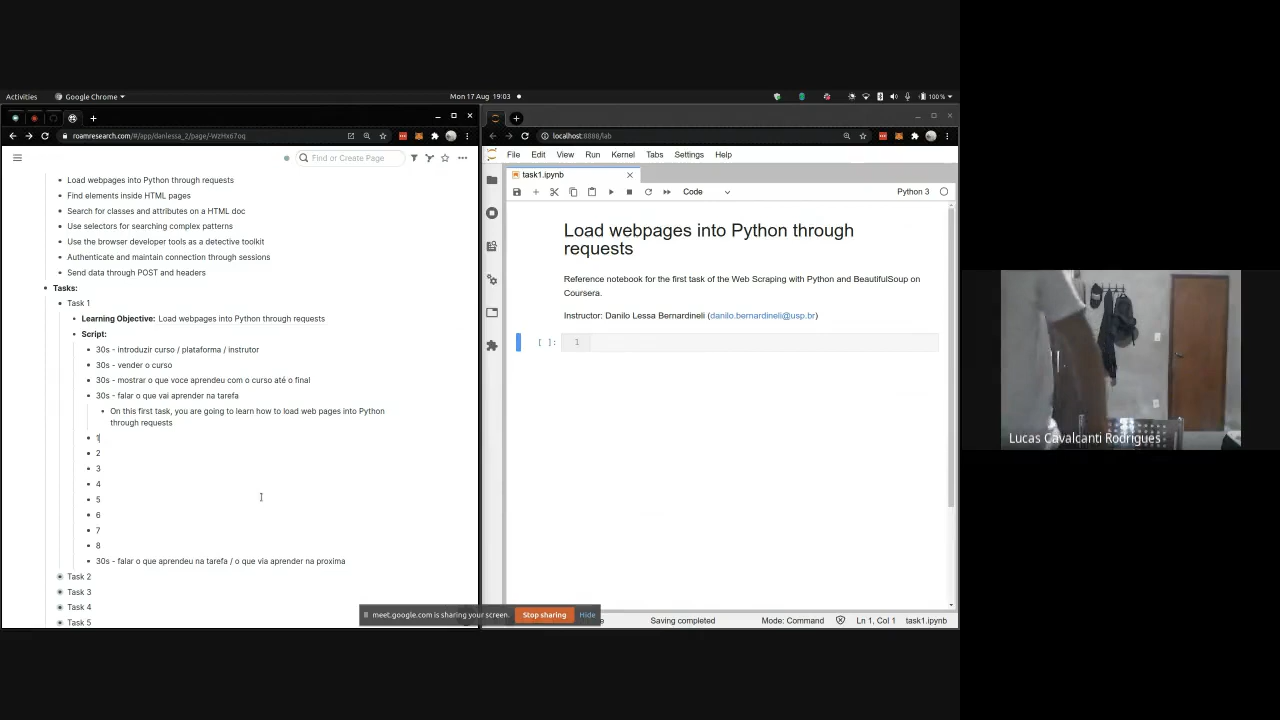 Activities
Google Chrome
Mon 17 Aug 19:03
100%
roamresearch.com/#/app/danlessa_2/page/-WzHx67oq
Find or Create Page
Load webpages into Python through requests
Find elements inside HTML pages
Search for classes and attributes on a HTML doc
Use selectors for searching complex patterns
Use the browser developer tools as a detective toolkit
Authenticate and maintain connection through sessions
Send data through POST and headers
Tasks:
Task 1
Learning Objective: Load webpages into Python through requests
Script:
30s - introduzir curso / plataforma / instrutor
30s - vender o curso
30s - mostrar o que voce aprendeu com o curso até o final
30s - falar o que vai aprender na tarefa
On this first task, you are going to learn how to load web pages into Python
through requests
1
2
3
4
5
6
7
8
30s - falar o que aprendeu na tarefa / o que via aprender na proxima
Task 2
Task 3
Task 4
Task 5
meet.google.com is sharing your screen.
Stop sharing
Hide
localhost:8888/lab
File Edit View Run Kernel Tabs Settings Help
task1.ipynb
Code
Python 3
Load webpages into Python through
requests
Reference notebook for the first task of the Web Scraping with Python and BeautifulSoup on
Coursera.
Instructor: Danilo Lessa Bernardineli (danilo.bernardineli@usp.br)
[ ]: 1
Saving completed
Mode: Command
Ln 1, Col 1
task1.ipynb
Lucas Cavalcanti Rodrigues